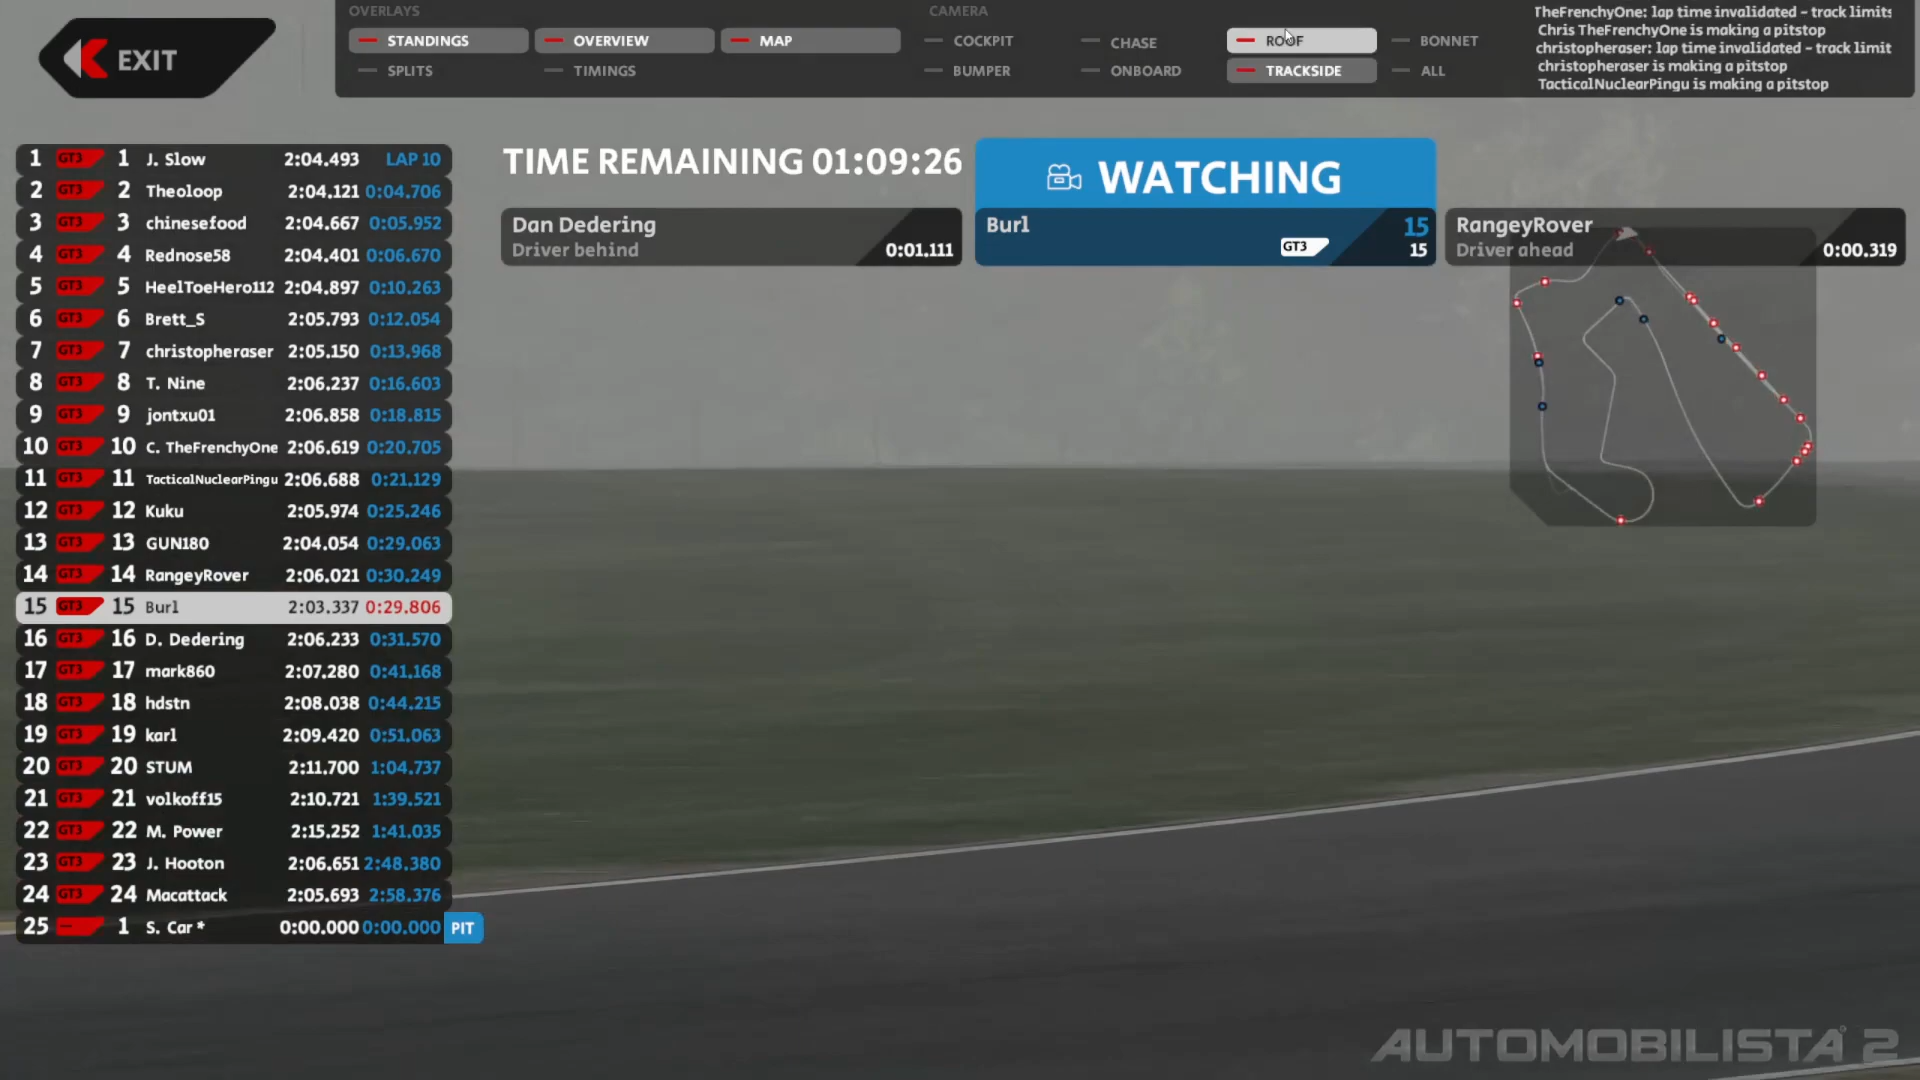 EXIT
OVERLAYS
STANDINGS OVERVIEW MAP
SPLITS TIMINGS
CAMERA
COCKPIT CHASE ROOF BONNET
BUMPER ONBOARD TRACKSIDE ALL
TheFrenchyOne: lap time invalidated - track limits
Chris TheFrenchyOne is making a pitstop
christopheraser: lap time invalidated - track limit
christopheraser is making a pitstop
TacticalNuclearPingu is making a pitstop
TIME REMAINING 01:09:26
WATCHING
Dan Dedering
Driver behind 0:01.111
Burl 15
GT3 15
RangeyRover
Driver ahead 0:00.319
1 GT3 1 J. Slow 2:04.493 LAP 10
2 GT3 2 Theoloop 2:04.121 0:04.706
3 GT3 3 chinesefood 2:04.667 0:05.952
4 GT3 4 Rednose58 2:04.401 0:06.670
5 GT3 5 HeelToeHero112 2:04.897 0:10.263
6 GT3 6 Brett_S 2:05.793 0:12.054
7 GT3 7 christopheraser 2:05.150 0:13.968
8 GT3 8 T. Nine 2:06.237 0:16.603
9 GT3 9 jontxu01 2:06.858 0:18.815
10 GT3 10 C. TheFrenchyOne 2:06.619 0:20.705
11 GT3 11 TacticalNuclearPingu 2:06.688 0:21.129
12 GT3 12 Kuku 2:05.974 0:25.246
13 GT3 13 GUN180 2:04.054 0:29.063
14 GT3 14 RangeyRover 2:06.021 0:30.249
15 GT3 15 Burl 2:03.337 0:29.806
16 GT3 16 D. Dedering 2:06.233 0:31.570
17 GT3 17 mark860 2:07.280 0:41.168
18 GT3 18 hdstn 2:08.038 0:44.215
19 GT3 19 karl 2:09.420 0:51.063
20 GT3 20 STUM 2:11.700 1:04.737
21 GT3 21 volkoff15 2:10.721 1:39.521
22 GT3 22 M. Power 2:15.252 1:41.035
23 GT3 23 J. Hooton 2:06.651 2:48.380
24 GT3 24 Macattack 2:05.693 2:58.376
25 — 1 S. Car * 0:00.000 0:00.000 PIT
AUTOMOBILISTA 2